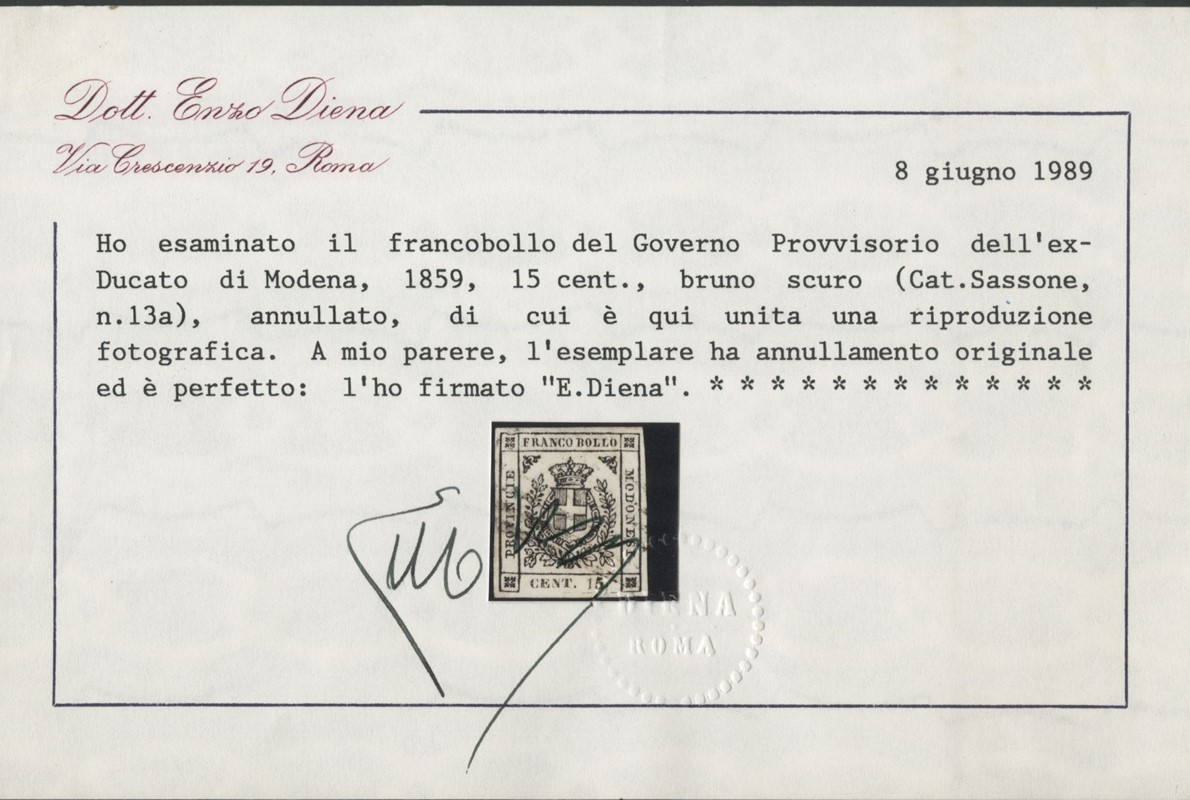 Dott. Enzo Diena
Via Crescenzio 19, Roma
8 giugno 1989
Ho esaminato il francobollo del Governo Provvisorio dell'ex-
Ducato di Modena, 1859, 15 cent., bruno scuro (Cat.Sassone,
n.13a), annullato, di cui è qui unita una riproduzione
fotografica. A mio parere, l'esemplare ha annullamento originale
ed è perfetto: l'ho firmato "E.Diena". * * * * * * * * * * * * *
FRANCO BOLLO
PROVINCIE
MODONESI
CENT. 15
DIENA
ROMA